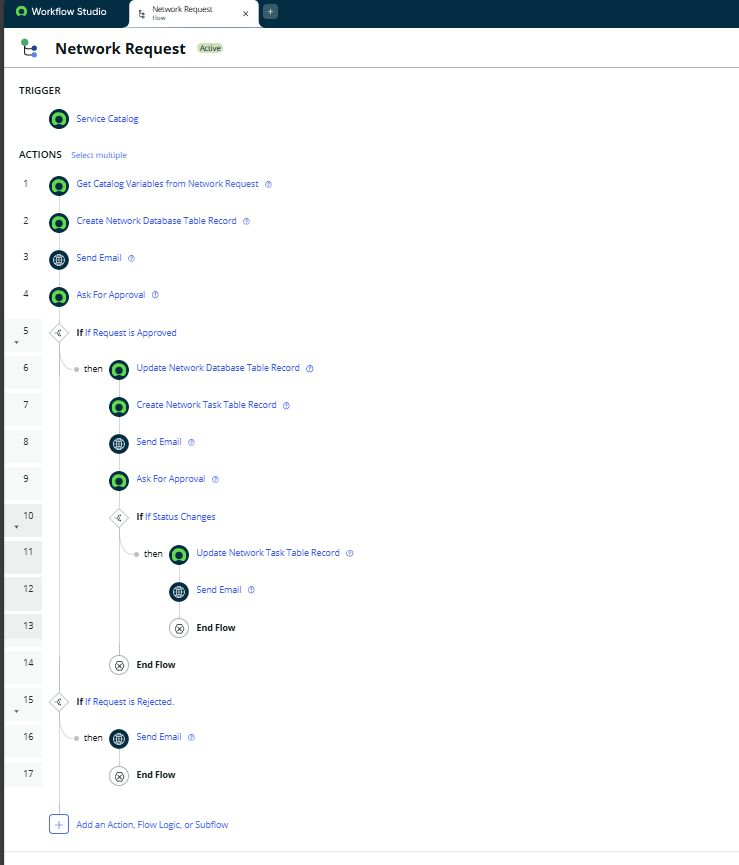 Workflow Studio
Network Request
Flow
Network Request Active
TRIGGER
Service Catalog
ACTIONS Select multiple
1 Get Catalog Variables from Network Request
2 Create Network Database Table Record
3 Send Email
4 Ask For Approval
5 If If Request is Approved
6 then Update Network Database Table Record
7 Create Network Task Table Record
8 Send Email
9 Ask For Approval
10 If If Status Changes
11 then Update Network Task Table Record
12 Send Email
13 End Flow
14 End Flow
15 If If Request is Rejected.
16 then Send Email
17 End Flow
Add an Action, Flow Logic, or Subflow